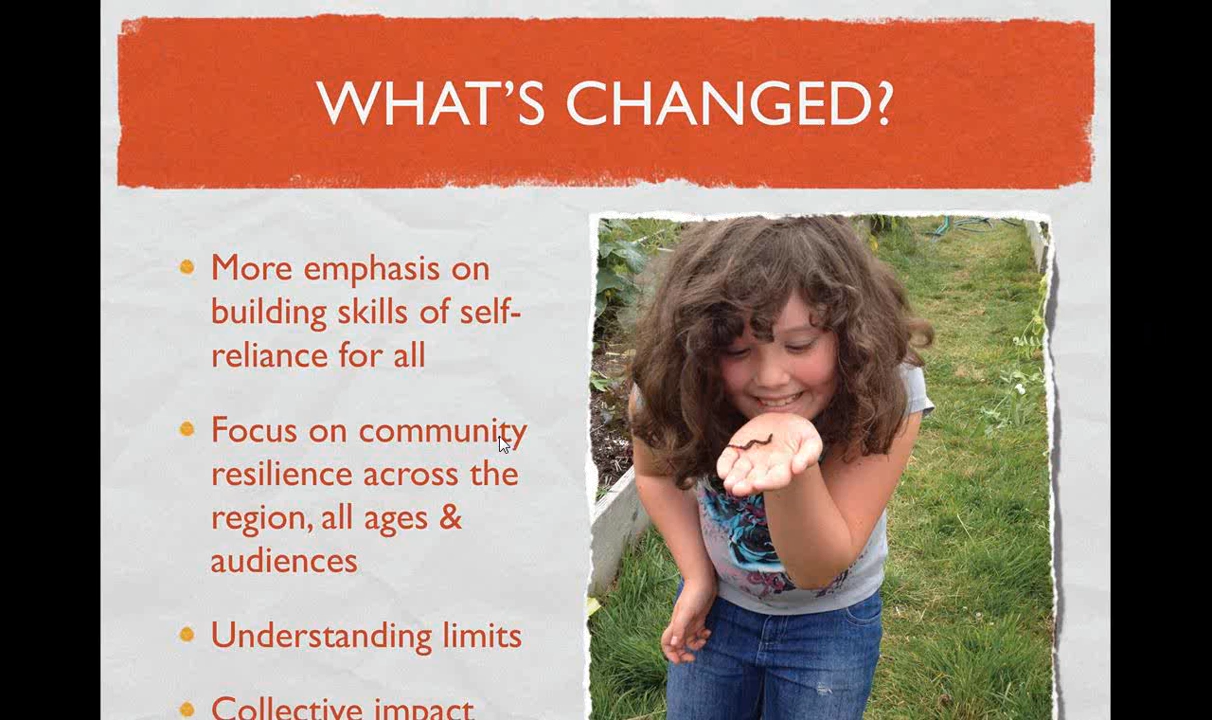 WHAT'S CHANGED?
More emphasis on
building skills of self-
reliance for all
Focus on community
resilience across the
region, all ages &
audiences
Understanding limits
Collective impact